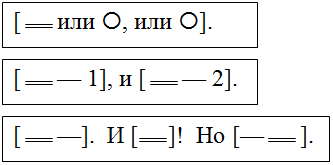 [ ══ или О, или О].
[ ══ — 1], и [ ══ — 2].
[ ══ —]. И [══]! Но [— ══ ].